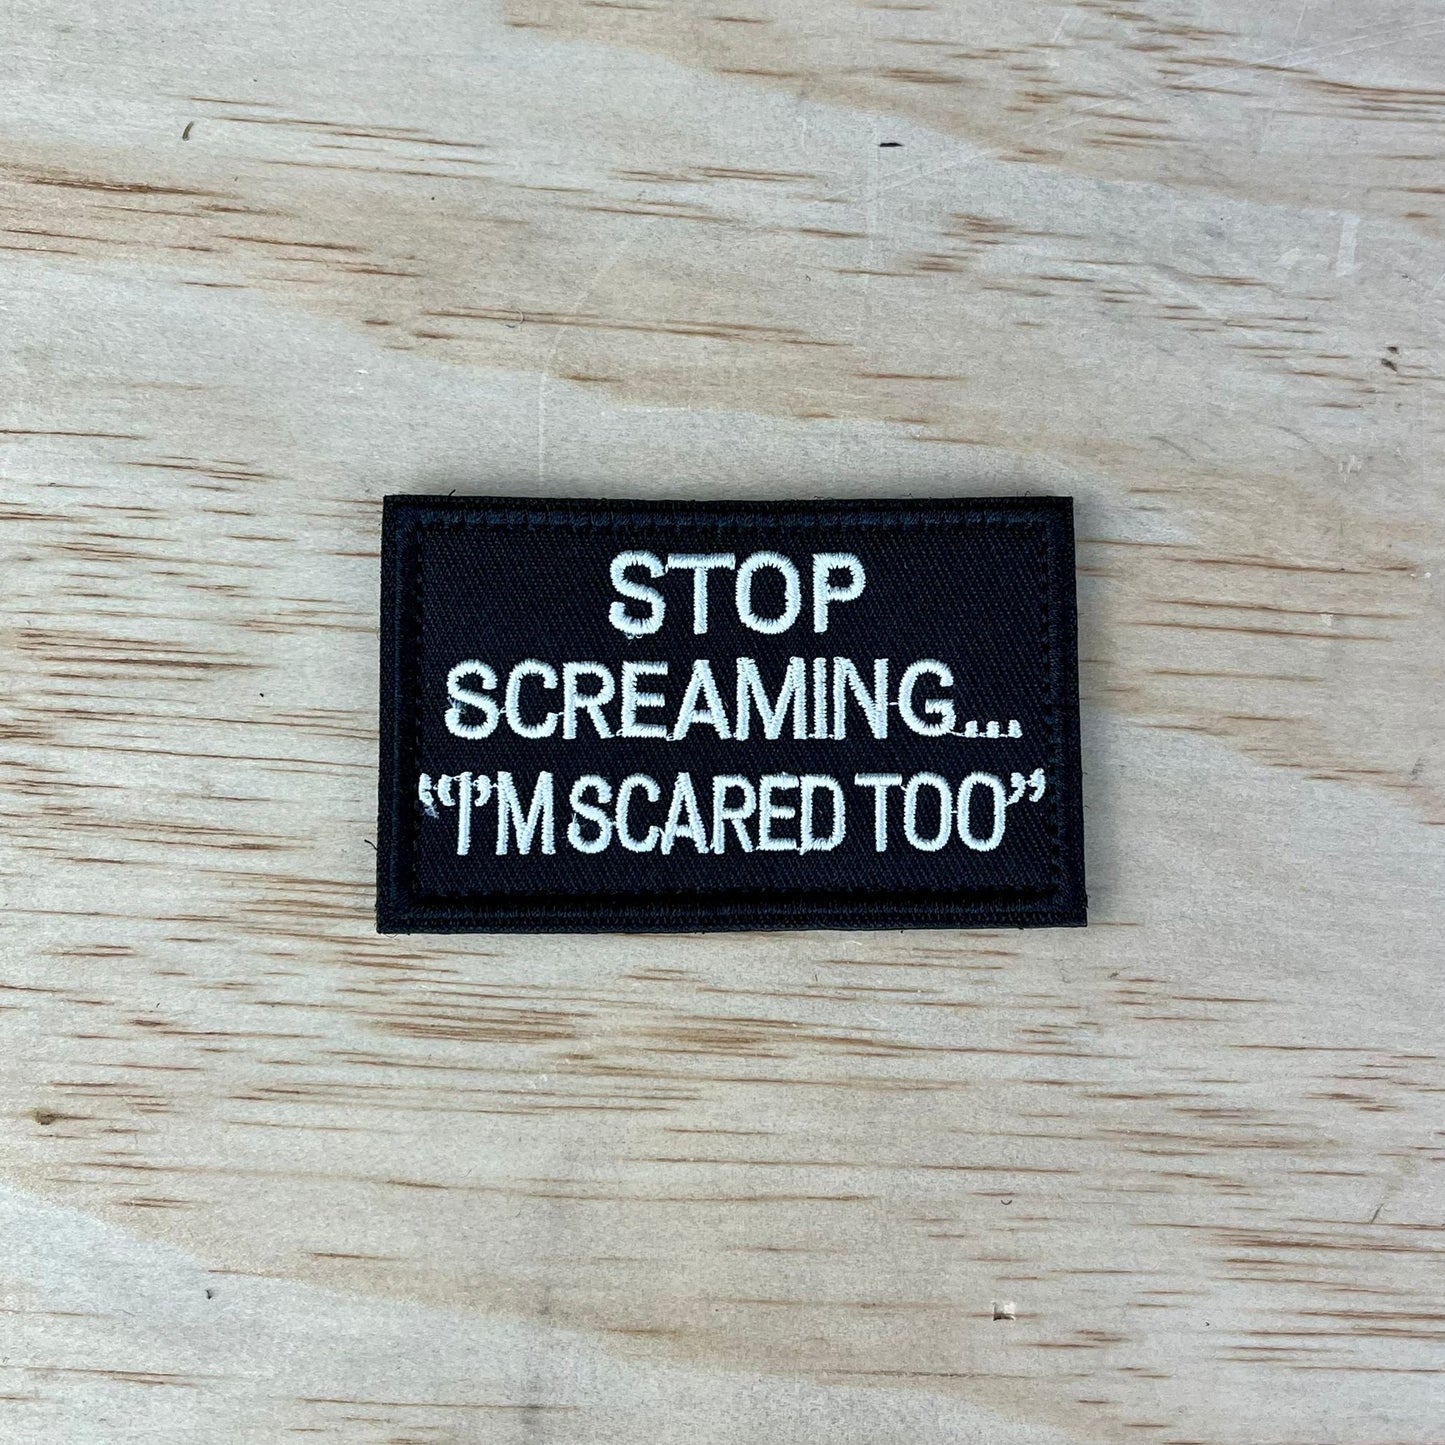 STOP
SCREAMING...
“I’M SCARED TOO”